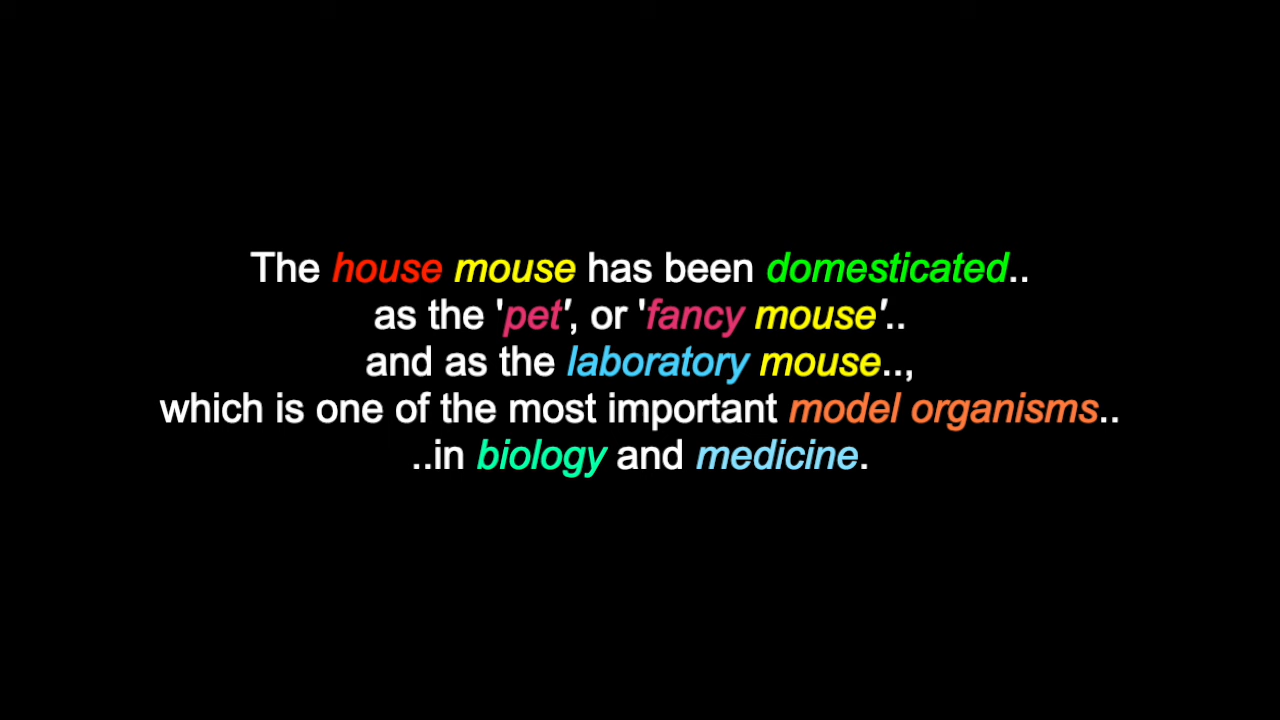 The house mouse has been domesticated..
as the 'pet', or 'fancy mouse'..
and as the laboratory mouse..,
which is one of the most important model organisms..
..in biology and medicine.